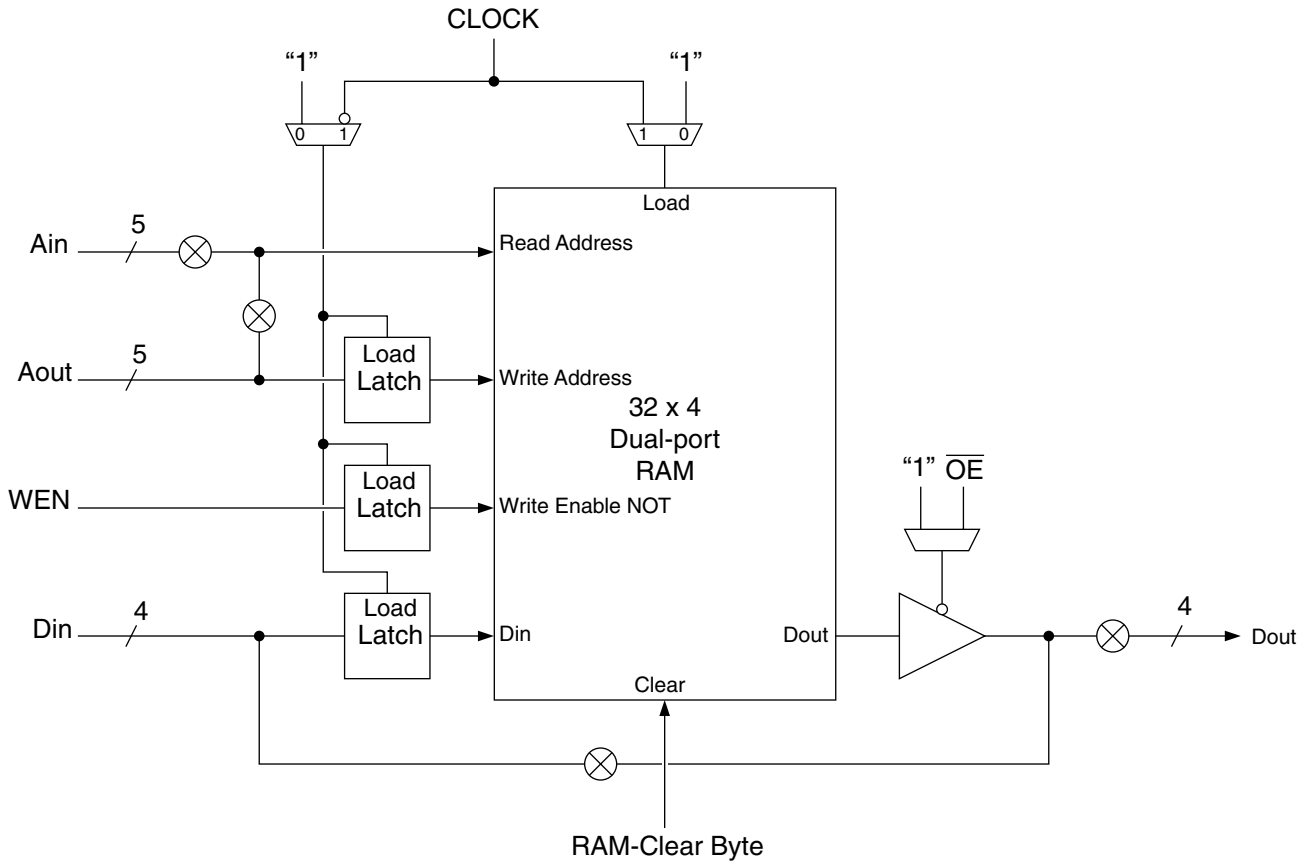 CLOCK
“1”
“1”
0 1
1 0
Load
Ain
5
Read Address
Aout
5
Load
Latch
Write Address
32 x 4
Dual-port
RAM
WEN
Load
Latch
Write Enable NOT
“1” O̅E̅
Din
4
Load
Latch
Din
Dout
4
Dout
Clear
RAM-Clear Byte